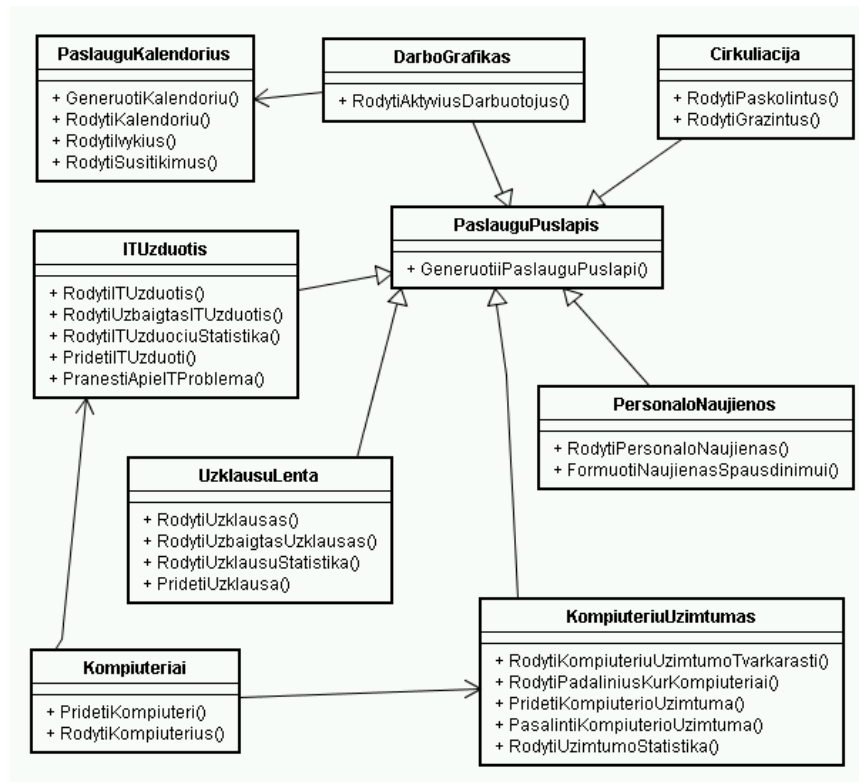 PaslauguKalendorius
+ GeneruotiKalendoriu()
+ RodytiKalendoriu()
+ RodytiIvykius()
+ RodytiSusitikimus()
DarboGrafikas
+ RodytiAktyviusDarbuotojus()
Cirkuliacija
+ RodytiPaskolintus()
+ RodytiGrazintus()
PaslauguPuslapis
+ GeneruotiiPaslauguPuslapi()
ITUzduotis
+ RodytiITUzduotis()
+ RodytiUzbaigtasITUzduotis()
+ RodytiITUzduociuStatistika()
+ PridetiITUzduoti()
+ PranestiApieITProblema()
PersonaloNaujienos
+ RodytiPersonaloNaujienas()
+ FormuotiNaujienasSpausdinimui()
UzklausuLenta
+ RodytiUzklausas()
+ RodytiUzbaigtasUzklausas()
+ RodytiUzklausuStatistika()
+ PridetiUzklausa()
KompiuteriuUzimtumas
+ RodytiKompiuteriuUzimtumoTvarkarasti()
+ RodytiPadaliniusKurKompiuteriai()
+ PridetiKompiuterioUzimtuma()
+ PasalintiKompiuterioUzimtuma()
+ RodytiUzimtumoStatistika()
Kompiuteriai
+ PridetiKompiuteri()
+ RodytiKompiuterius()